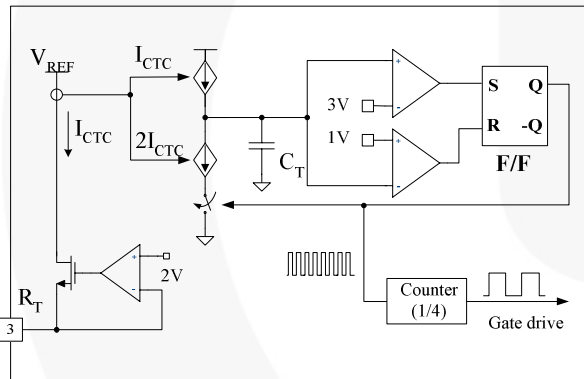 V_REF
I_CTC
I_CTC
2I_CTC
C_T
3V
1V
S Q
R -Q
F/F
2V
R_T
3
Counter
(1/4)
Gate drive